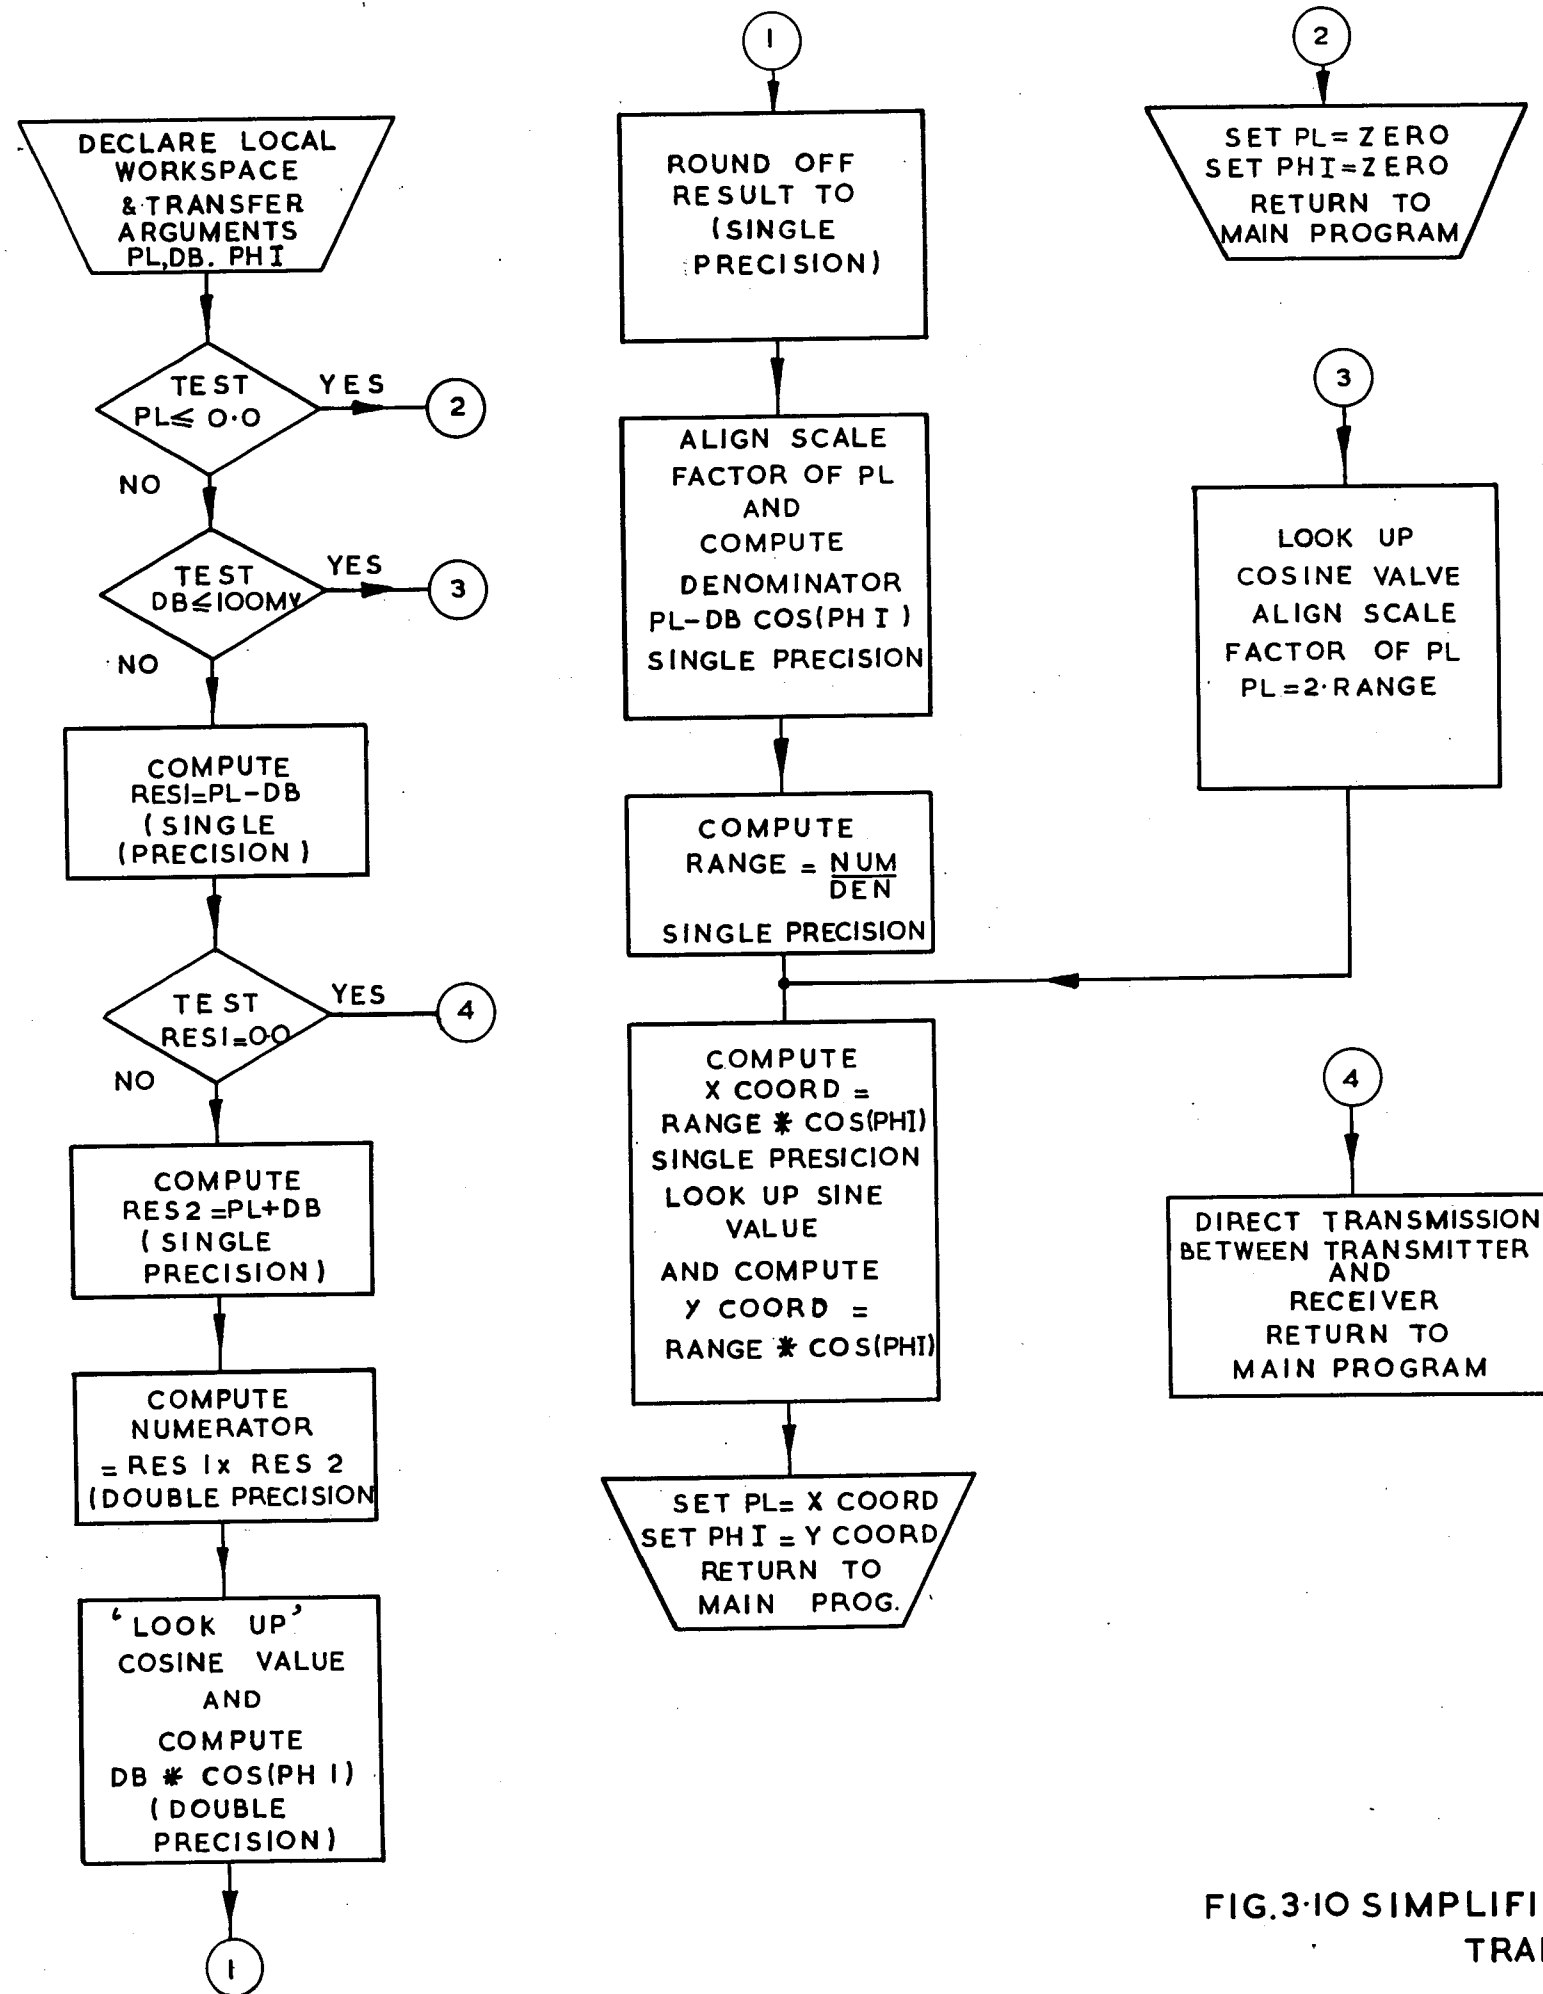 DECLARE LOCAL
WORKSPACE
& TRANSFER
ARGUMENTS
PL,DB. PHI
TEST
PL≤ 0·0
YES
2
NO
TEST
DB≤100MV
YES
3
NO
COMPUTE
RES1=PL-DB
(SINGLE
(PRECISION)
TEST
RES1=0·0
YES
4
NO
COMPUTE
RES2=PL+DB
(SINGLE
PRECISION)
COMPUTE
NUMERATOR
= RES 1x RES 2
(DOUBLE PRECISION
‘LOOK UP’
COSINE VALUE
AND
COMPUTE
DB * COS(PHI)
(DOUBLE
PRECISION)
1
1
ROUND OFF
RESULT TO
(SINGLE
PRECISION)
ALIGN SCALE
FACTOR OF PL
AND
COMPUTE
DENOMINATOR
PL-DB COS(PHI)
SINGLE PRECISION
COMPUTE
RANGE = NUM
DEN
SINGLE PRECISION
COMPUTE
X COORD =
RANGE * COS(PHI)
SINGLE PRESICION
LOOK UP SINE
VALUE
AND COMPUTE
Y COORD =
RANGE * COS(PHI)
SET PL= X COORD
SET PHI = Y COORD
RETURN TO
MAIN PROG.
2
SET PL= ZERO
SET PHI=ZERO
RETURN TO
MAIN PROGRAM
3
LOOK UP
COSINE VALVE
ALIGN SCALE
FACTOR OF PL
PL=2·RANGE
4
DIRECT TRANSMISSION
BETWEEN TRANSMITTER
AND
RECEIVER
RETURN TO
MAIN PROGRAM
FIG.3·10 SIMPLIFI
TRA